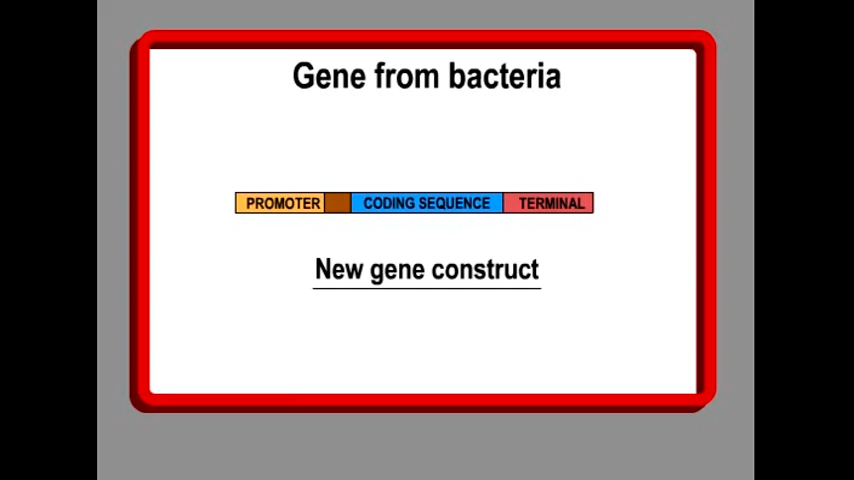 Gene from bacteria
PROMOTER CODING SEQUENCE TERMINAL
New gene construct